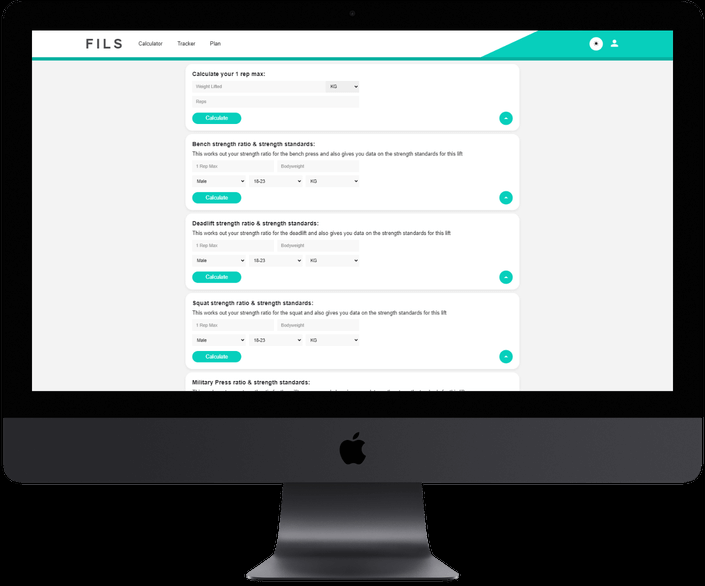 FILS
Calculator Tracker Plan
Calculate your 1 rep max:
Weight Lifted KG
Reps
Calculate
Bench strength ratio & strength standards:
This works out your strength ratio for the bench press and also gives you data on the strength standards for this lift
1 Rep Max Bodyweight
Male 18-23 KG
Calculate
Deadlift strength ratio & strength standards:
This works out your strength ratio for the deadlift and also gives you data on the strength standards for this lift
1 Rep Max Bodyweight
Male 18-23 KG
Calculate
Squat strength ratio & strength standards:
This works out your strength ratio for the squat and also gives you data on the strength standards for this lift
1 Rep Max Bodyweight
Male 18-23 KG
Calculate
Military Press ratio & strength standards: